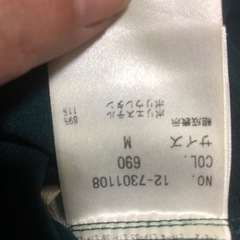 NO. 12-7301108
COL. 690
サイズ M
組成表示
ポリエステル 89%
ポリウレタン 11%